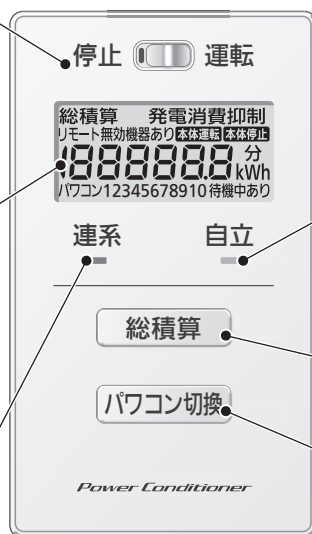 停止 運転
総積算 発電消費抑制
リモート無効機器あり 本体運転 本体停止
188888.8 分 kWh
パワコン12345678910待機中あり
連系 自立
総積算
パワコン切換
Power Conditioner